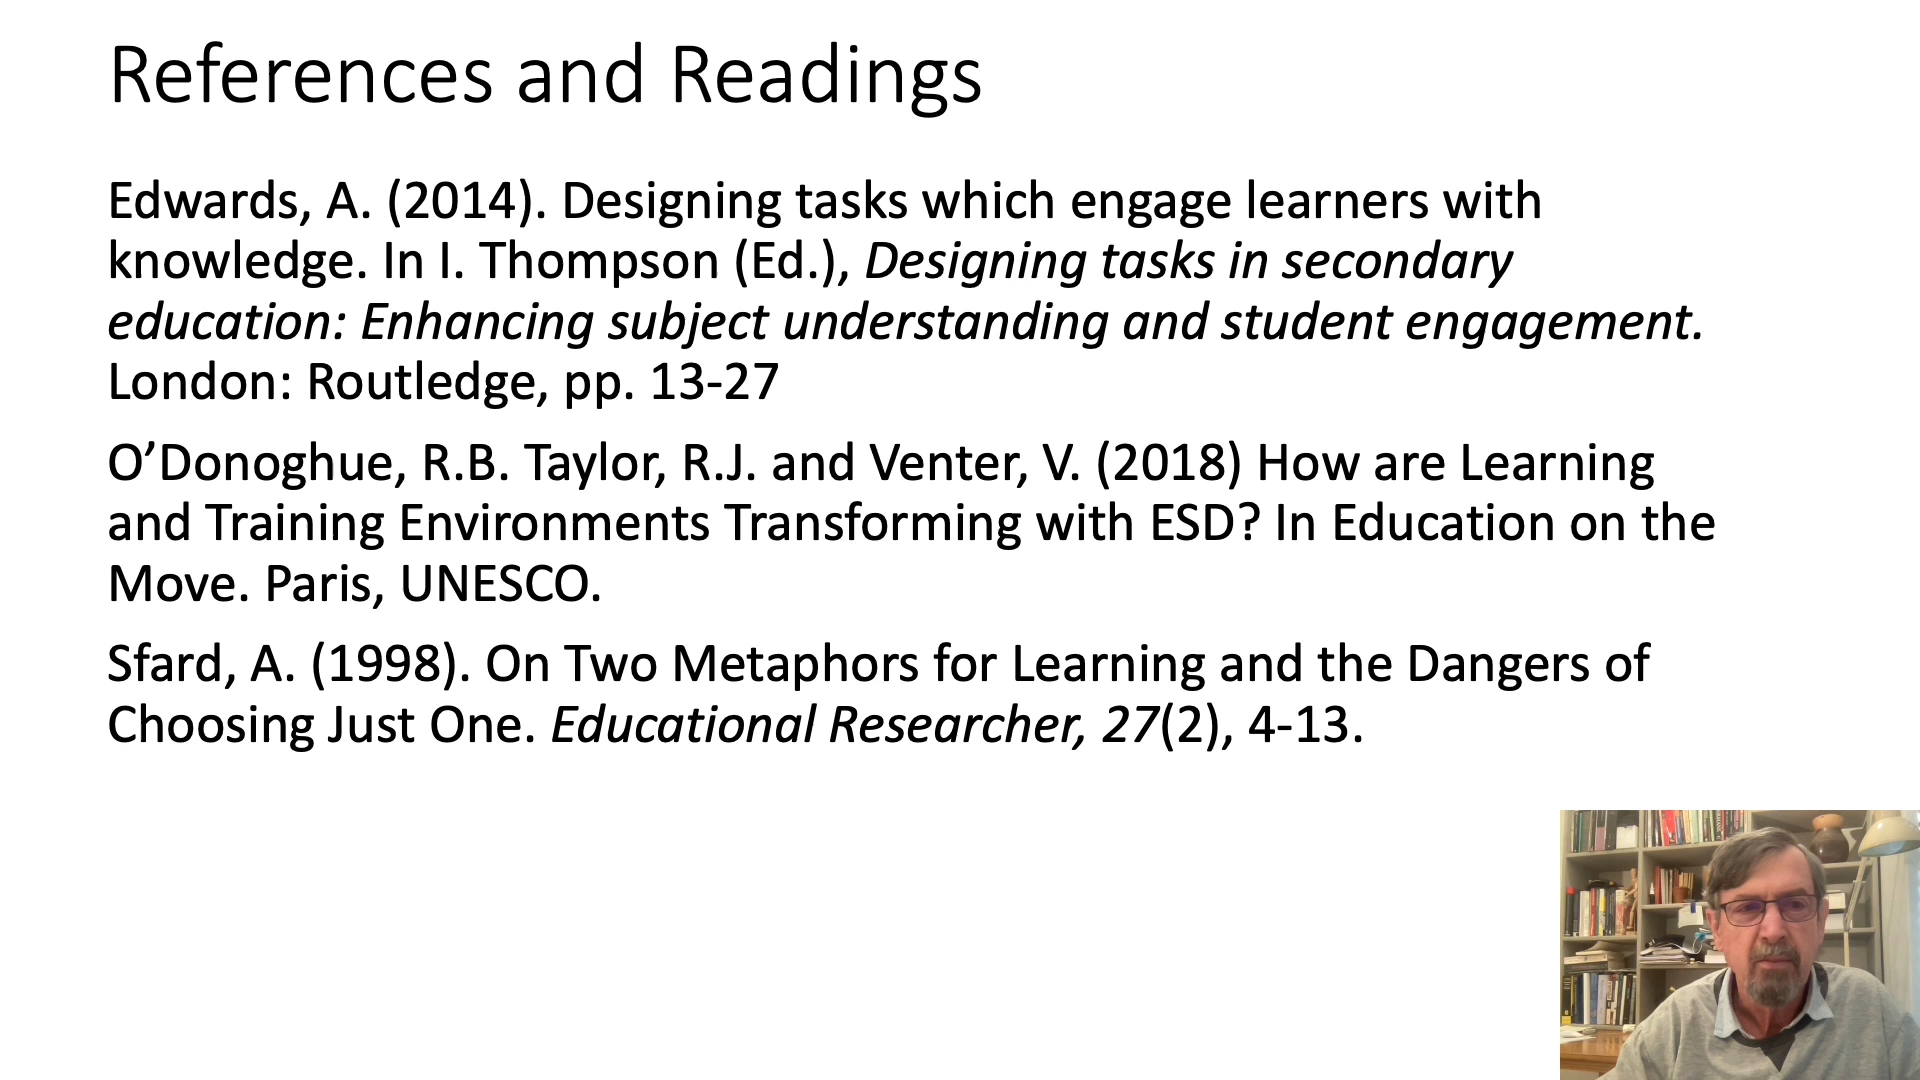 References and Readings
Edwards, A. (2014). Designing tasks which engage learners with
knowledge. In I. Thompson (Ed.), Designing tasks in secondary
education: Enhancing subject understanding and student engagement.
London: Routledge, pp. 13-27
O’Donoghue, R.B. Taylor, R.J. and Venter, V. (2018) How are Learning
and Training Environments Transforming with ESD? In Education on the
Move. Paris, UNESCO.
Sfard, A. (1998). On Two Metaphors for Learning and the Dangers of
Choosing Just One. Educational Researcher, 27(2), 4-13.